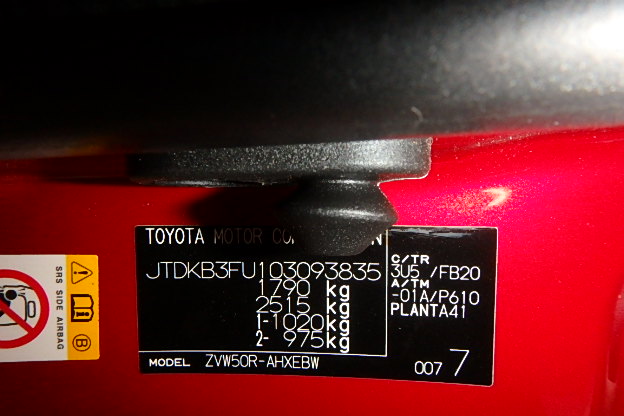 TOYOTA MOTOR CO N
JTDKB3FU103093835
1790 kg
2515 kg
1-1020kg
2- 975kg
MODEL ZVW50R-AHXEBW
C/TR
3U5 /FB20
A/TM
-01A/P610
PLANTA41
007 7
SRS SIDE AIRBAG
B